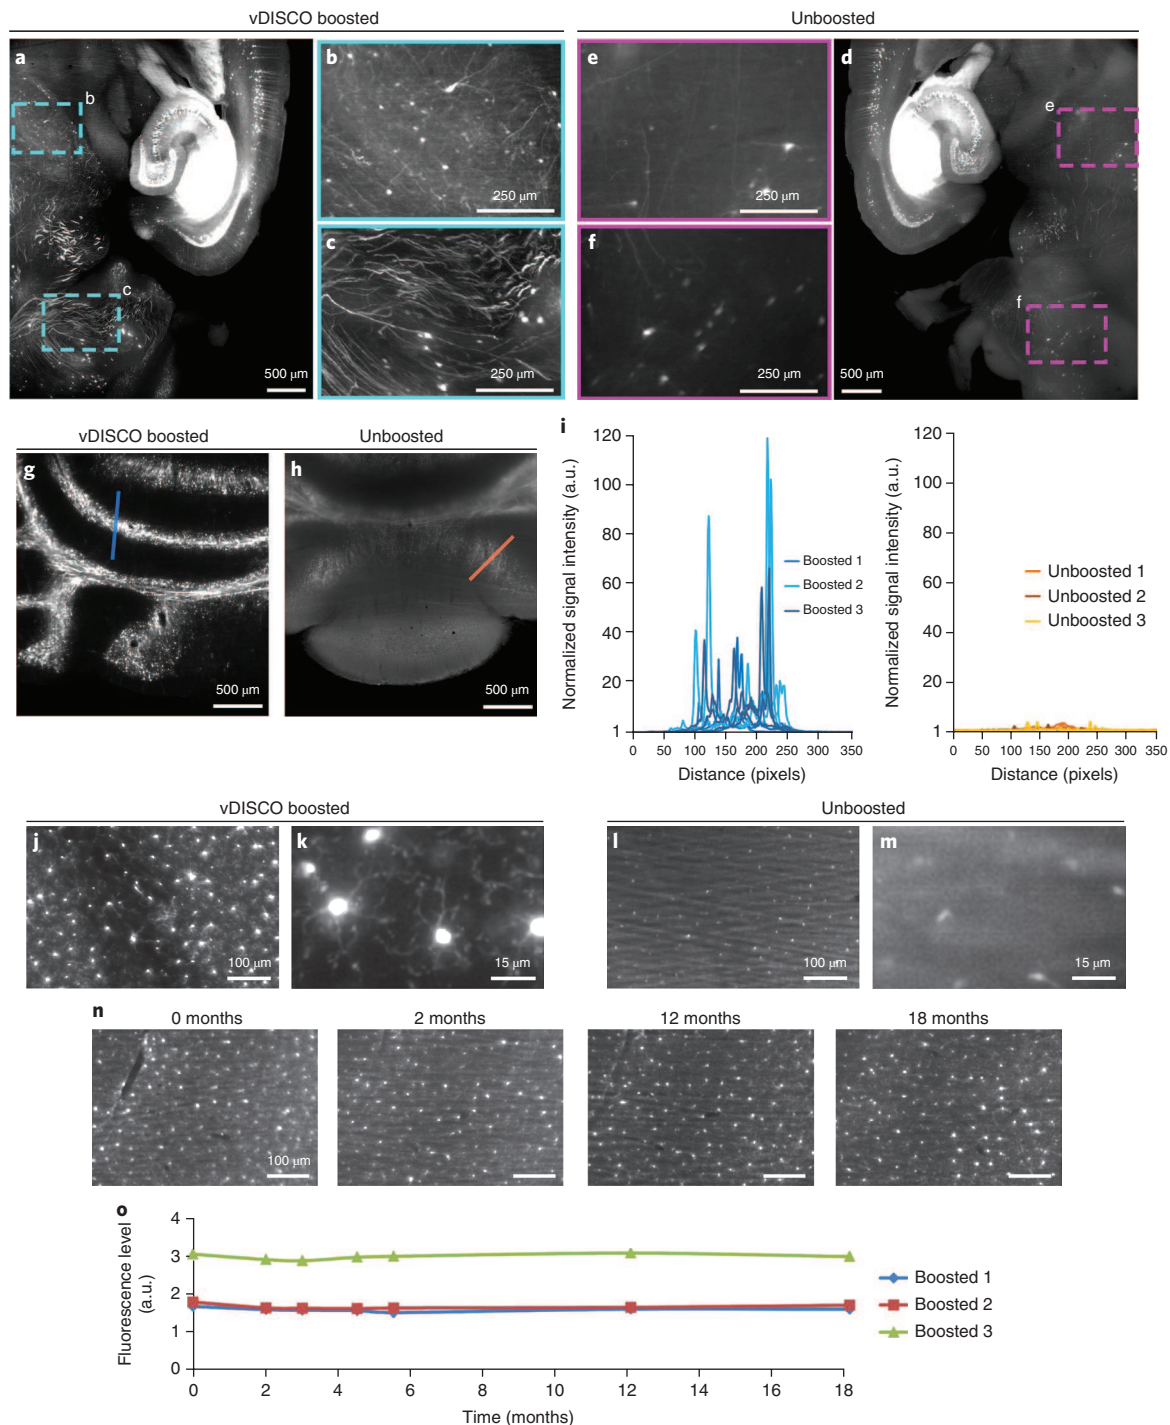 vDISCO boosted
Unboosted
a
b
c
500 μm
b
250 μm
c
250 μm
e
250 μm
f
250 μm
d
e
f
500 μm
vDISCO boosted
Unboosted
g
500 μm
h
500 μm
i
120
100
80
60
40
20
1
Normalized signal intensity (a.u.)
0 50 100 150 200 250 300 350
Distance (pixels)
Boosted 1
Boosted 2
Boosted 3
120
100
80
60
40
20
1
Normalized signal intensity (a.u.)
0 50 100 150 200 250 300 350
Distance (pixels)
Unboosted 1
Unboosted 2
Unboosted 3
vDISCO boosted
Unboosted
j
100 μm
k
15 μm
l
100 μm
m
15 μm
n
0 months
2 months
12 months
18 months
100 μm
o
4
3
2
1
0
Fluorescence level
(a.u.)
0 2 4 6 8 10 12 14 16 18
Time (months)
Boosted 1
Boosted 2
Boosted 3